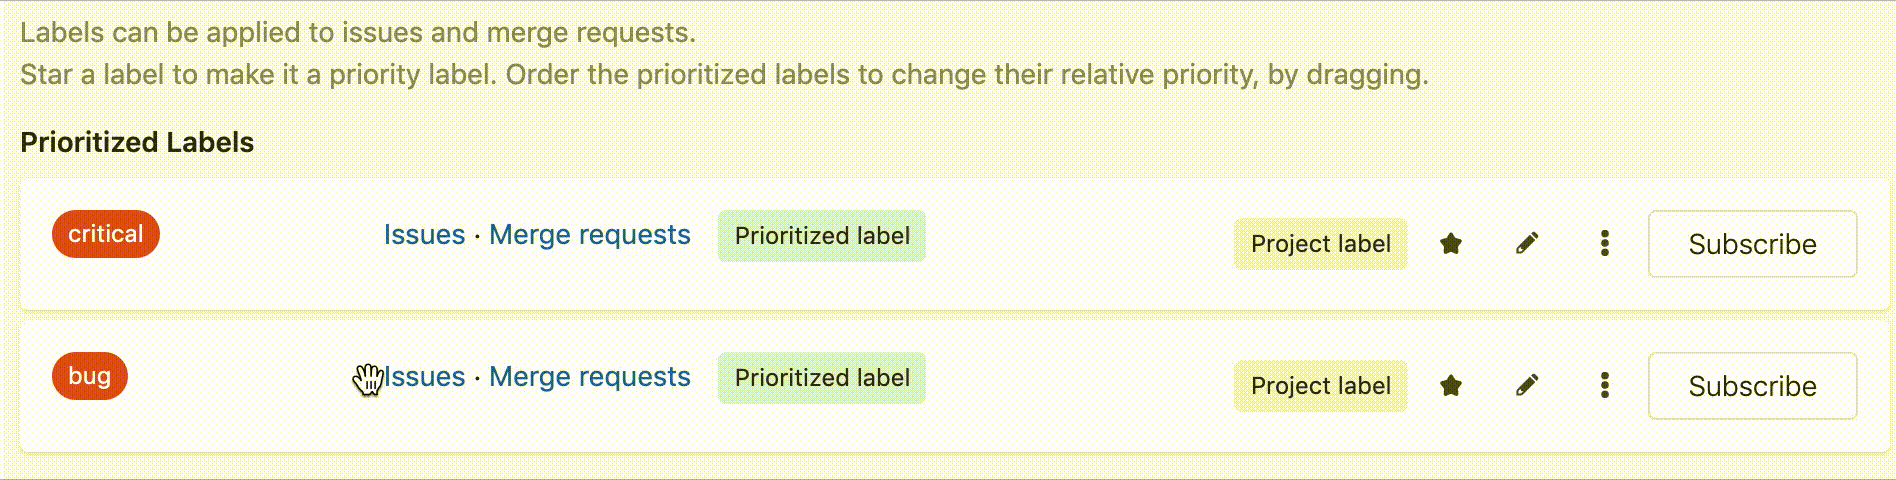 Labels can be applied to issues and merge requests.
Star a label to make it a priority label. Order the prioritized labels to change their relative priority, by dragging.
Prioritized Labels
critical Issues · Merge requests Prioritized label Project label Subscribe
bug Issues · Merge requests Prioritized label Project label Subscribe